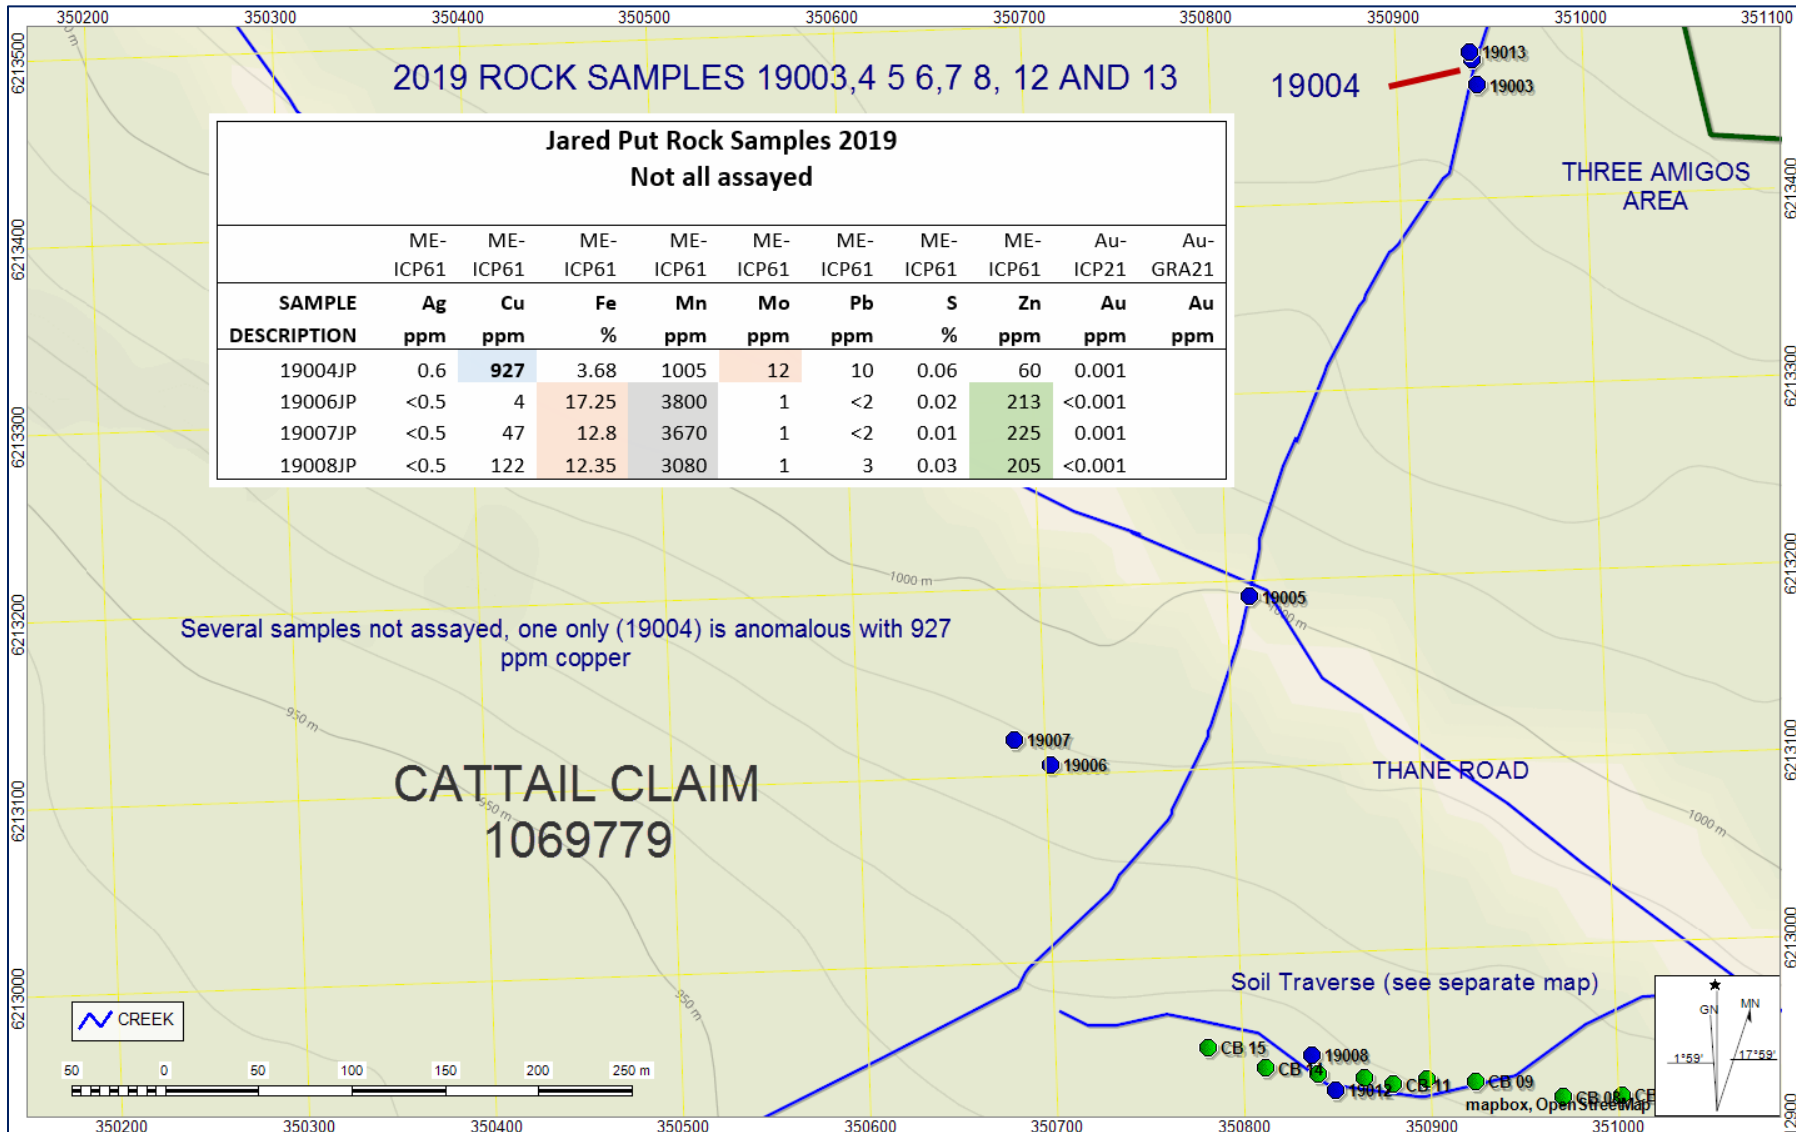 350200 350300 350400 350500 350600 350700 350800 350900 351000 351100
2019 ROCK SAMPLES 19003,4 5 6,7 8, 12 AND 13
19004
19013
19003
THREE AMIGOS
AREA
Jared Put Rock Samples 2019
Not all assayed
ME- ME- ME- ME- ME- ME- ME- ME- Au- Au-
ICP61 ICP61 ICP61 ICP61 ICP61 ICP61 ICP61 ICP61 ICP21 GRA21
SAMPLE Ag Cu Fe Mn Mo Pb S Zn Au Au
DESCRIPTION ppm ppm % ppm ppm ppm % ppm ppm ppm
19004JP 0.6 927 3.68 1005 12 10 0.06 60 0.001
19006JP <0.5 4 17.25 3800 1 <2 0.02 213 <0.001
19007JP <0.5 47 12.8 3670 1 <2 0.01 225 0.001
19008JP <0.5 122 12.35 3080 1 3 0.03 205 <0.001
6213500
6213400
6213300
6213200
6213100
6213000
6213400
6213300
6213200
6213100
6213000
m
1000 m
19005
1000 m
Several samples not assayed, one only (19004) is anomalous with 927
ppm copper
950 m
19007
19006
THANE ROAD
CATTAIL CLAIM
1069779
950 m
1000 m
950 m
Soil Traverse (see separate map)
CREEK
GN MN
1°59' 17°59'
50 0 50 100 150 200 250 m
CB 15
19008
CB 14
19012
CB 11
CB 09
CB 08
mapbox, OpenStreetMap
350200 350300 350400 350500 350600 350700 350800 350900 351000